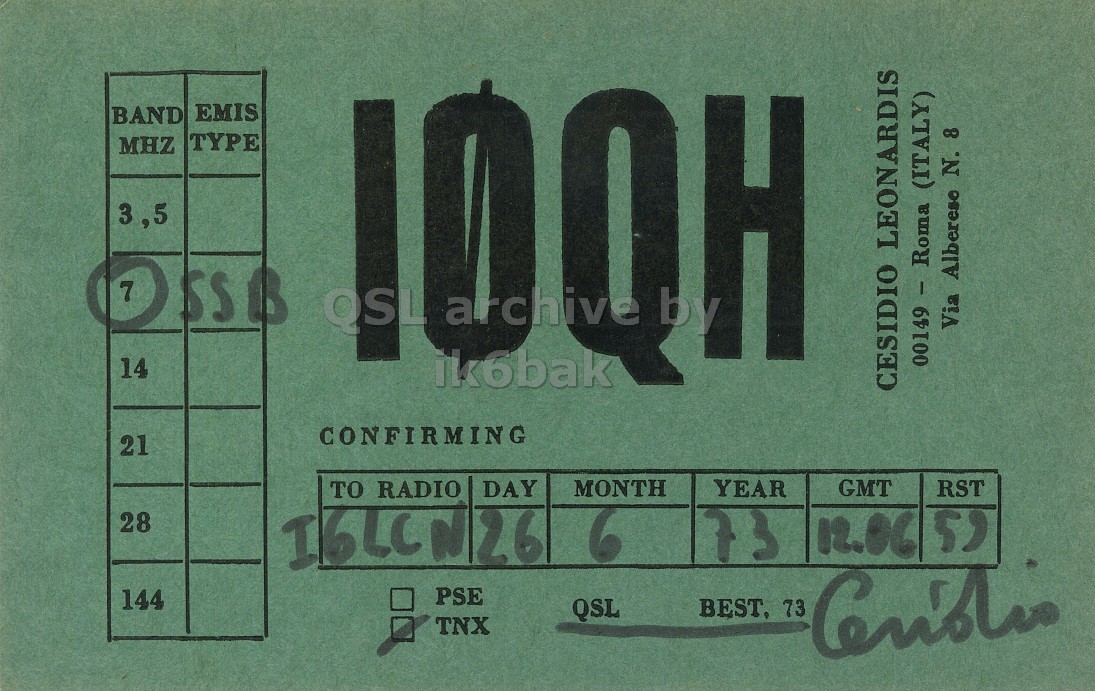 BAND MHZ EMIS TYPE
3,5
7 SSB
14
21
28
144
IØQH
CESIDIO LEONARDIS
00149 – Roma (ITALY)
Via Alberese N. 8
QSL archive by
ik6bak
CONFIRMING
TO RADIO DAY MONTH YEAR GMT RST
I6LCN 26 6 73 12.06 59
PSE
TNX
QSL BEST, 73 Cesidio